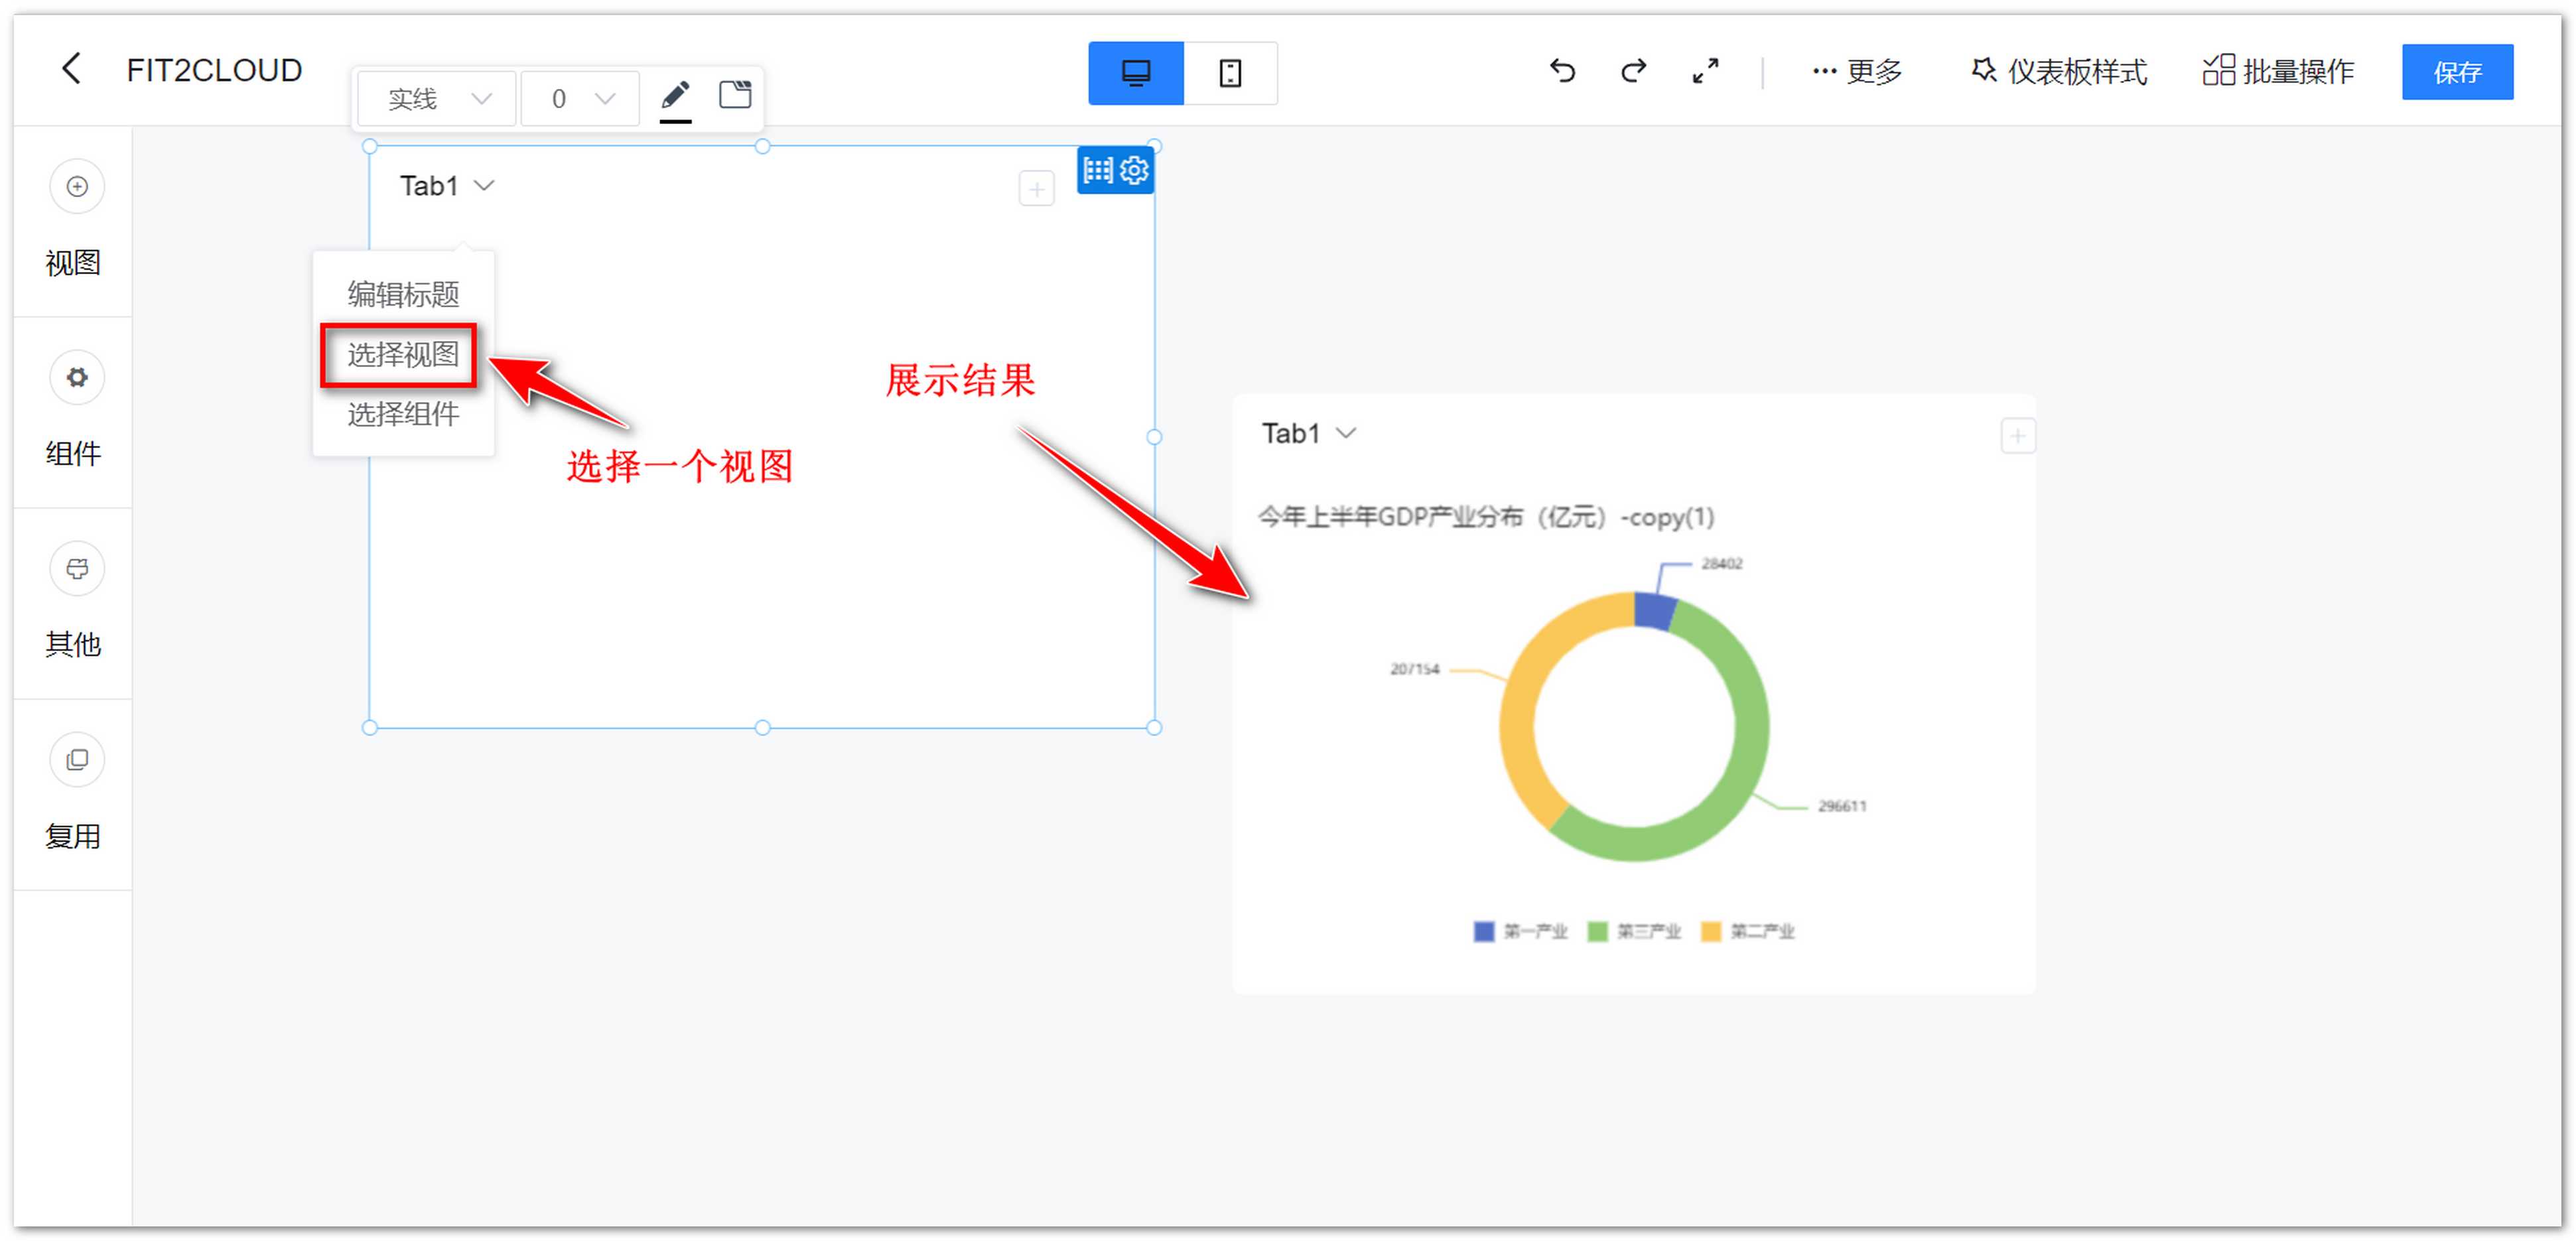 FIT2CLOUD
实线
0
更多
仪表板样式
批量操作
保存
视图
组件
其他
复用
Tab1
编辑标题
选择视图
选择组件
选择一个视图
展示结果
Tab1
今年上半年GDP产业分布（亿元）-copy(1)
28402
207154
296611
第一产业 第三产业 第二产业